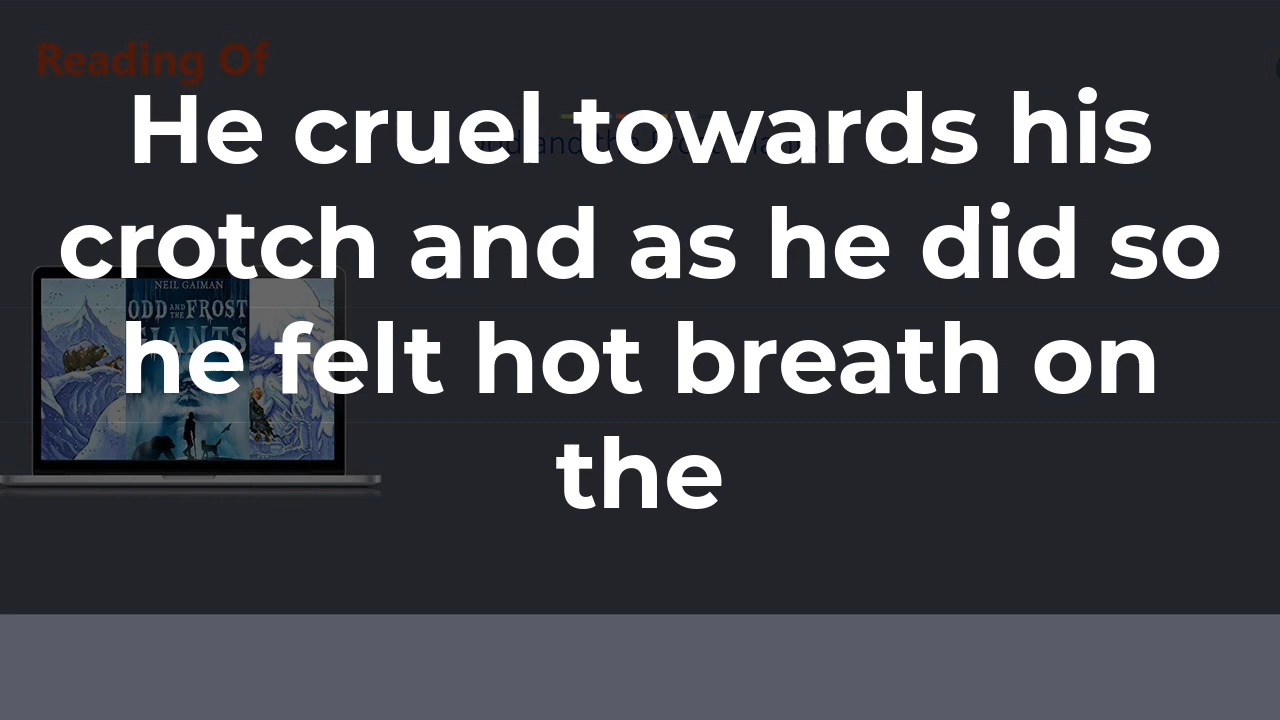 Reading Of
He cruel towards his
crotch and as he did so
he felt hot breath on
the
NEIL GAIMAN
ODD AND THE FROST
GIANTS